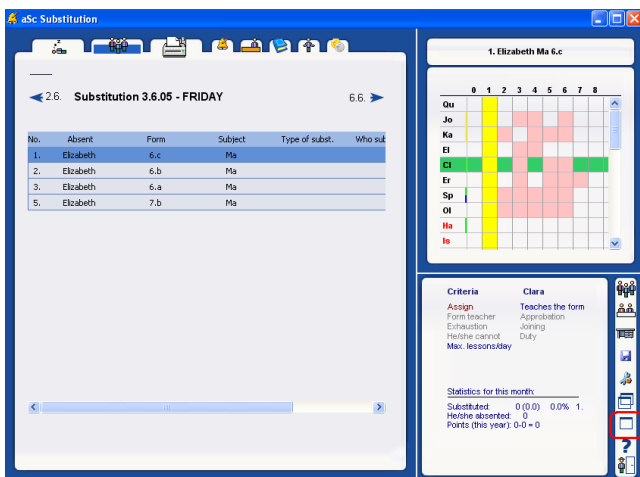 aSc Substitution
2.6. Substitution 3.6.05 - FRIDAY 6.6.
No. Absent Form Subject Type of subst. Who sub
1. Elizabeth 6.c Ma
2. Elizabeth 6.b Ma
3. Elizabeth 6.a Ma
5. Elizabeth 7.b Ma
1. Elizabeth Ma 6.c
0 1 2 3 4 5 6 7 8
Qu
Jo
Ka
El
Cl
Er
Sp
Ol
Ha
Is
Criteria Clara
Assign Teaches the form
Form teacher Approbation
Exhaustion Joining
He/she cannot Duty
Max. lessons/day
Statistics for this month:
Substituted: 0 (0.0) 0.0% 1.
He/she absented: 0
Points (this year): 0-0 = 0
?